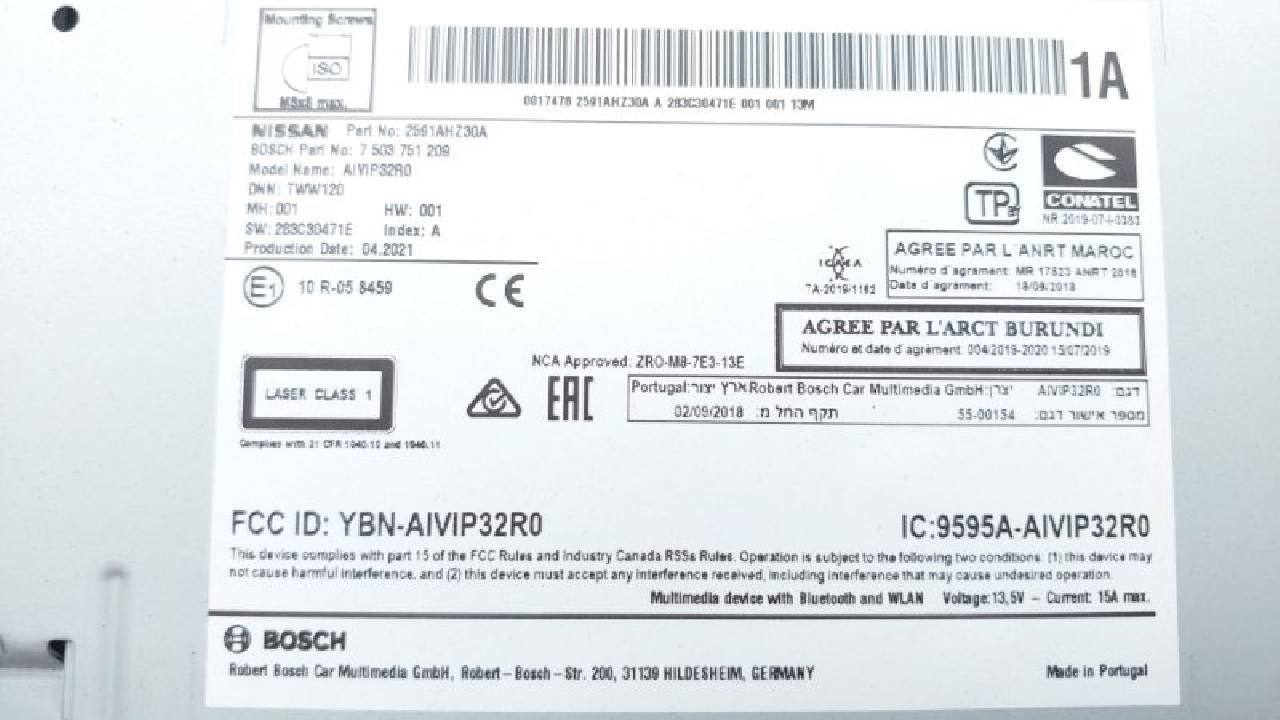 Mounting Screws
ISO
M5x8 max.
1A
0017478 2591AHZ30A A 283C30471E 001 001 13M
NISSAN Part No: 2591AHZ30A
BOSCH Part No: 7 503 751 209
Model Name: AIVIP32R0
DNN: TWW120
MH:001 HW: 001
SW: 283C30471E Index: A
Production Date: 04.2021
TP
CONATEL
NR:2019-07-I-0383
E1 10 R-05 8459
CE
ICASA
TA-2019/1162
AGREE PAR L'ANRT MAROC
Numéro d'agrément: MR 17823 ANRT 2018
Date d'agrément: 18/09/2018
AGREE PAR L'ARCT BURUNDI
Numéro et date d'agrément: 004/2018-2020 15/07/2019
NCA Approved: ZRO-M8-7E3-13E
LASER CLASS 1
Complies with 21 CFR 1040.10 and 1040.11
EAC
דגם: AIVIP32R0 יצרן: Robert Bosch Car Multimedia GmbH ארץ יצור: Portugal
מספר אישור דגם: 55-00154 תקף החל מ: 02/09/2018
FCC ID: YBN-AIVIP32R0 IC:9595A-AIVIP32R0
This device complies with part 15 of the FCC Rules and Industry Canada RSSs Rules. Operation is subject to the following two conditions: (1) this device may
not cause harmful interference, and (2) this device must accept any interference received, including interference that may cause undesired operation.
Multimedia device with Bluetooth and WLAN Voltage:13,5V – Current: 15A max.
BOSCH
Robert Bosch Car Multimedia GmbH, Robert–Bosch–Str. 200, 31139 HILDESHEIM, GERMANY Made in Portugal